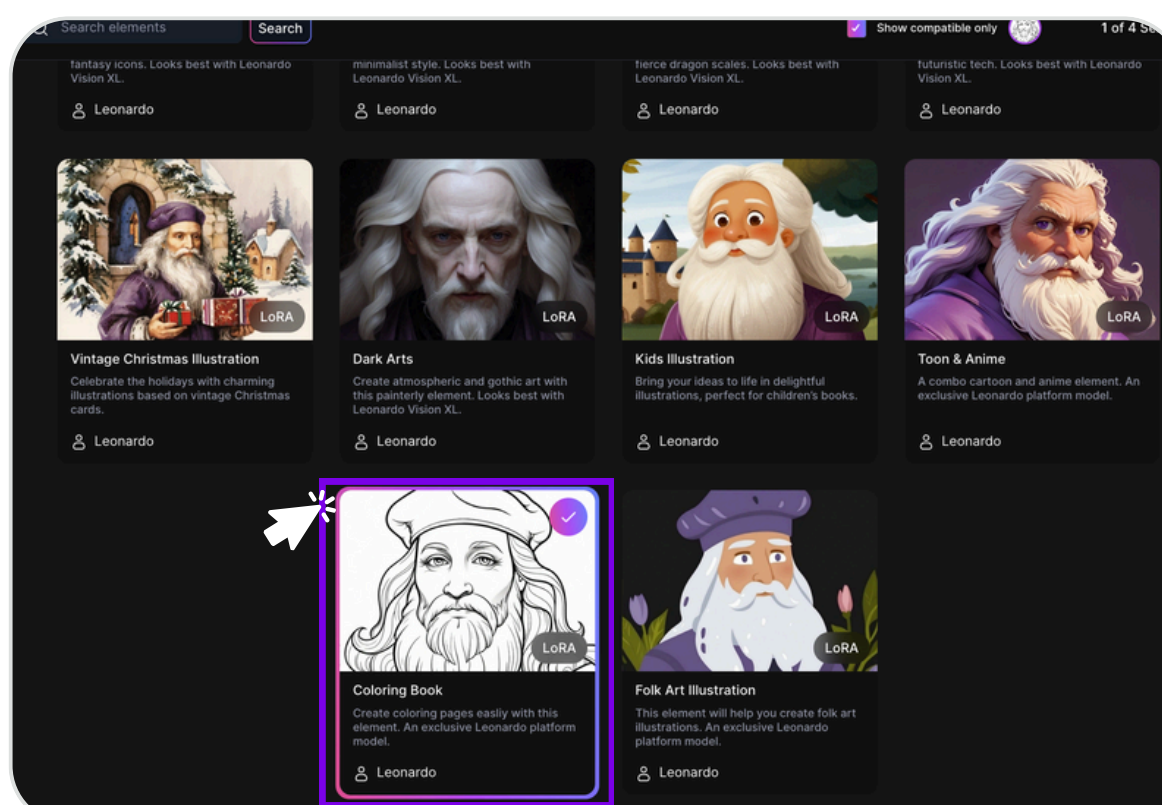 Search elements
Search
Show compatible only
1 of 4 Se
fantasy icons. Looks best with Leonardo
Vision XL.
Leonardo
minimalist style. Looks best with
Leonardo Vision XL.
Leonardo
fierce dragon scales. Looks best with
Leonardo Vision XL.
Leonardo
futuristic tech. Looks best with Leonardo
Vision XL.
Leonardo
LoRA
Vintage Christmas Illustration
Celebrate the holidays with charming
illustrations based on vintage Christmas
cards.
Leonardo
LoRA
Dark Arts
Create atmospheric and gothic art with
this painterly element. Looks best with
Leonardo Vision XL.
Leonardo
LoRA
Kids Illustration
Bring your ideas to life in delightful
illustrations, perfect for children's books.
Leonardo
LoRA
Toon & Anime
A combo cartoon and anime element. An
exclusive Leonardo platform model.
Leonardo
LoRA
Coloring Book
Create coloring pages easliy with this
element. An exclusive Leonardo platform
model.
Leonardo
LoRA
Folk Art Illustration
This element will help you create folk art
illustrations. An exclusive Leonardo
platform model.
Leonardo